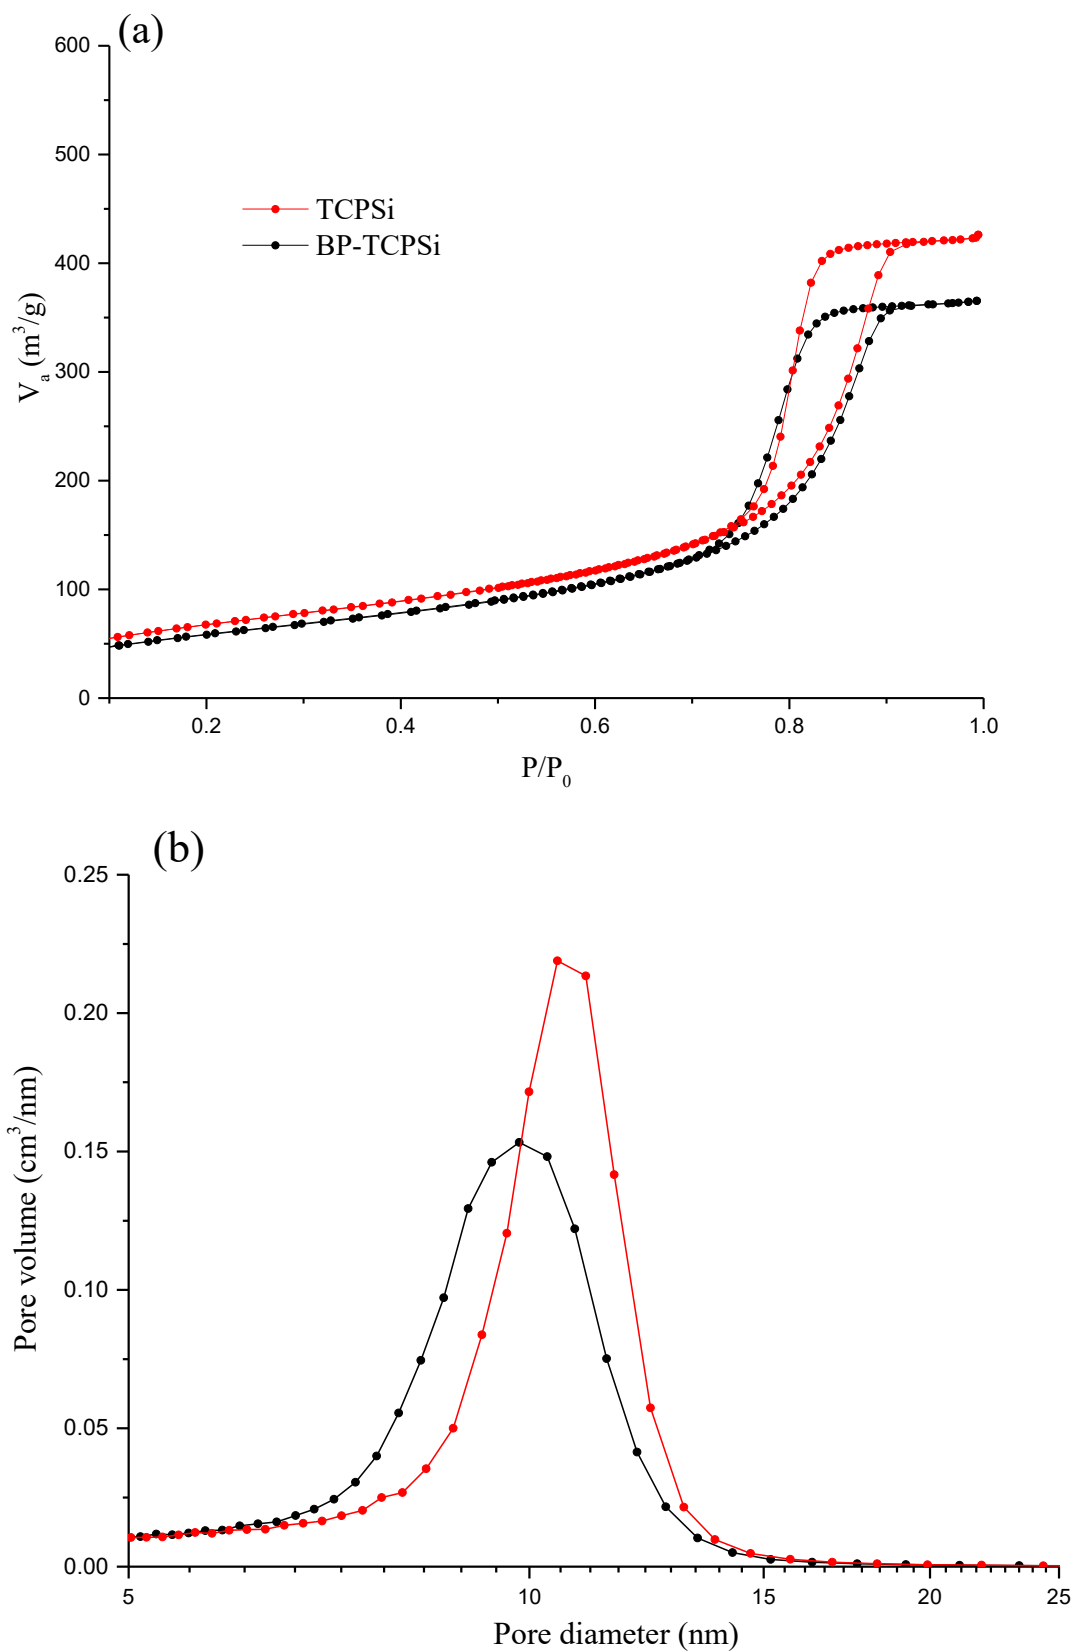 (a)
600
500
400
300
200
100
0
V_a (m³/g)
TCPSi
BP-TCPSi
0.2 0.4 0.6 0.8 1.0
P/P₀
(b)
0.25
0.20
0.15
0.10
0.05
0.00
Pore volume (cm³/nm)
5 10 15 20 25
Pore diameter (nm)